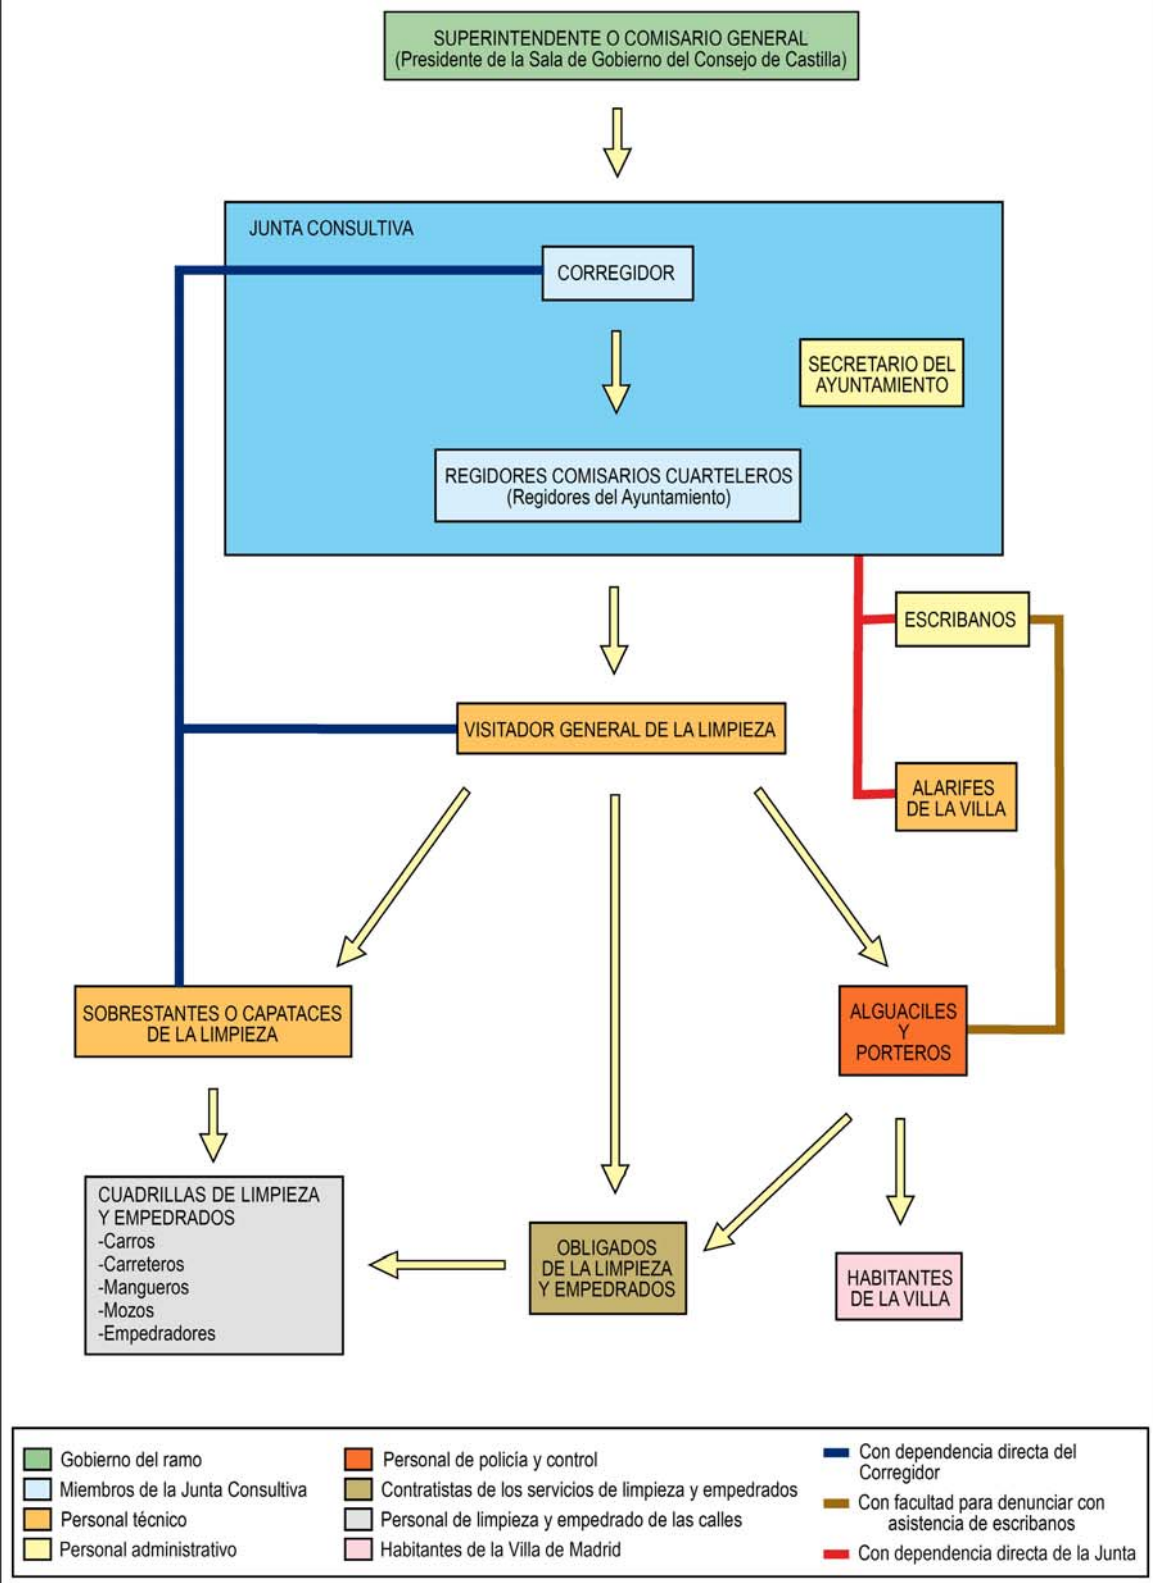 SUPERINTENDENTE O COMISARIO GENERAL
(Presidente de la Sala de Gobierno del Consejo de Castilla)
JUNTA CONSULTIVA
CORREGIDOR
SECRETARIO DEL
AYUNTAMIENTO
REGIDORES COMISARIOS CUARTELEROS
(Regidores del Ayuntamiento)
ESCRIBANOS
VISITADOR GENERAL DE LA LIMPIEZA
ALARIFES
DE LA VILLA
SOBRESTANTES O CAPATACES
DE LA LIMPIEZA
ALGUACILES
Y
PORTEROS
CUADRILLAS DE LIMPIEZA
Y EMPEDRADOS
-Carros
-Carreteros
-Mangueros
-Mozos
-Empedradores
OBLIGADOS
DE LA LIMPIEZA
Y EMPEDRADOS
HABITANTES
DE LA VILLA
Gobierno del ramo
Miembros de la Junta Consultiva
Personal técnico
Personal administrativo
Personal de policía y control
Contratistas de los servicios de limpieza y empedrados
Personal de limpieza y empedrado de las calles
Habitantes de la Villa de Madrid
Con dependencia directa del
Corregidor
Con facultad para denunciar con
asistencia de escribanos
Con dependencia directa de la Junta